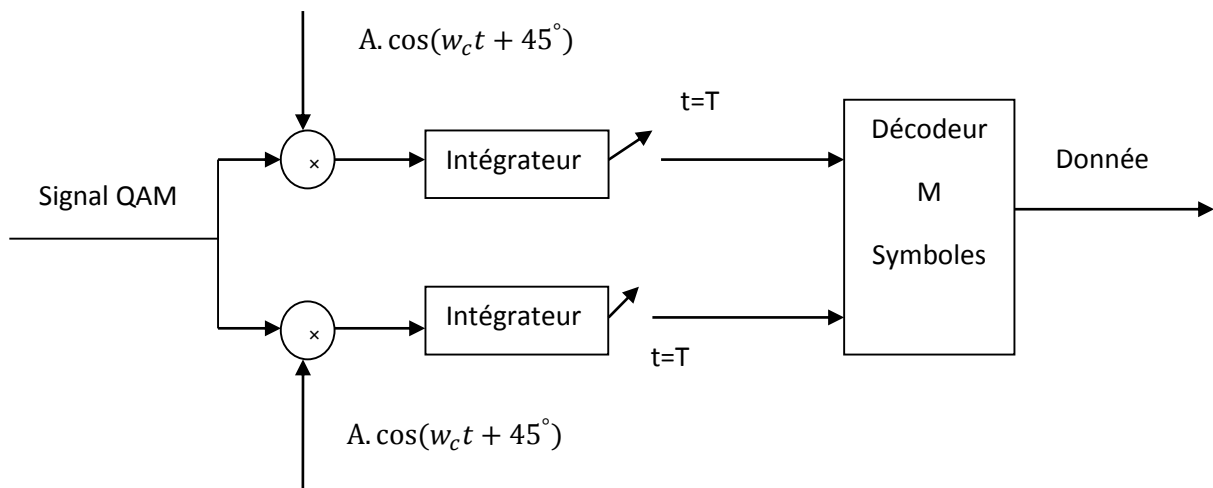 A. cos(w_c t + 45°)
t=T
Décodeur
M
Symboles
×
Intégrateur
Donnée
Signal QAM
×
Intégrateur
t=T
A. cos(w_c t + 45°)